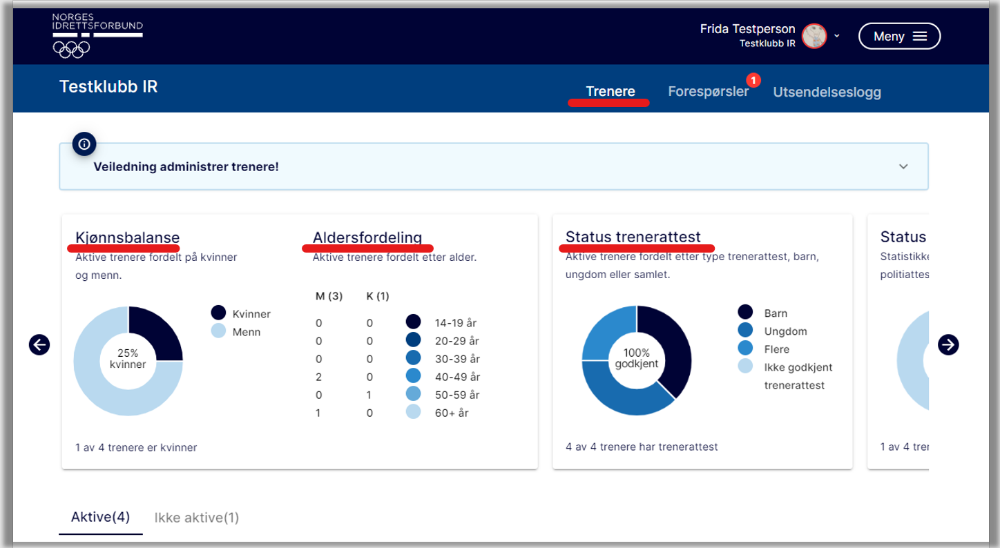 NORGES
IDRETTSFORBUND
Frida Testperson
Testklubb IR
Meny
Testklubb IR
Trenere
Forespørsler
1
Utsendelseslogg
Veiledning administrer trenere!
Kjønnsbalanse
Aktive trenere fordelt på kvinner
og menn.
25%
kvinner
Kvinner
Menn
1 av 4 trenere er kvinner
Aldersfordeling
Aktive trenere fordelt etter alder.
M (3) K (1)
0 0 14-19 år
0 0 20-29 år
0 0 30-39 år
2 0 40-49 år
0 1 50-59 år
1 0 60+ år
Status trenerattest
Aktive trenere fordelt etter type trenerattest, barn,
ungdom eller samlet.
100%
godkjent
Barn
Ungdom
Flere
Ikke godkjent
trenerattest
4 av 4 trenere har trenerattest
Status
Statistikk
politiattes
1 av 4 tre
Aktive(4)
Ikke aktive(1)